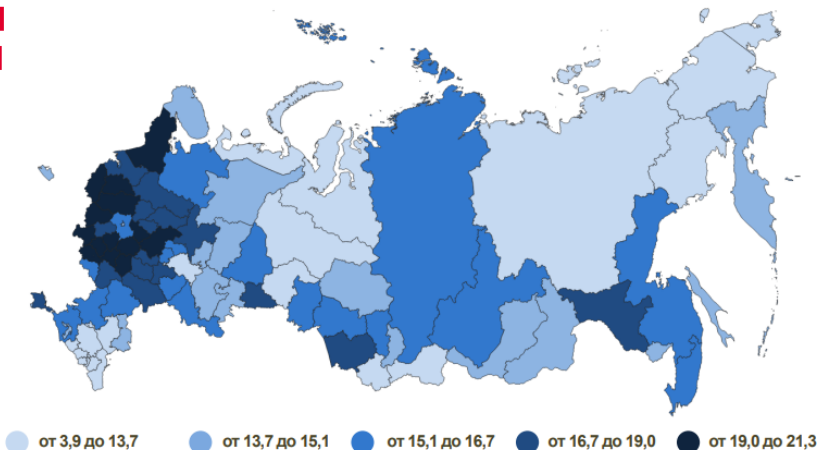 от 3,9 до 13,7 от 13,7 до 15,1 от 15,1 до 16,7 от 16,7 до 19,0 от 19,0 до 21,3